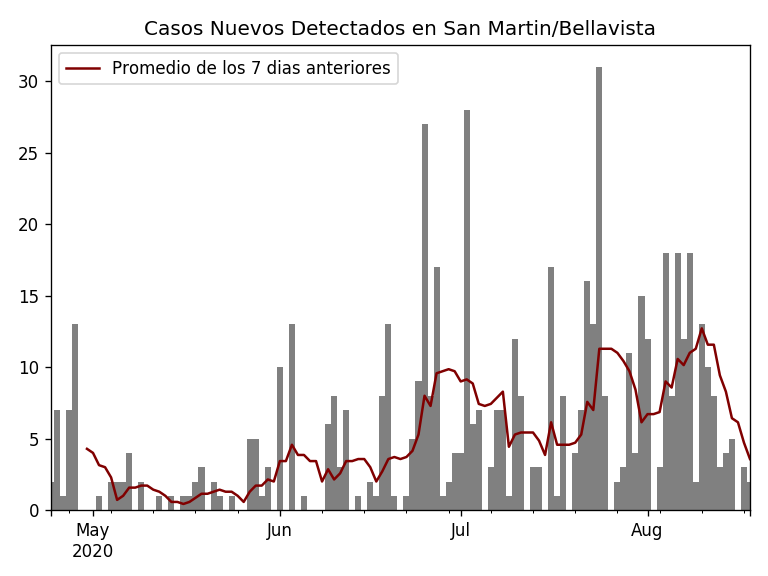 Casos Nuevos Detectados en San Martin/Bellavista
Promedio de los 7 dias anteriores
30
25
20
15
10
5
0
May
2020
Jun
Jul
Aug